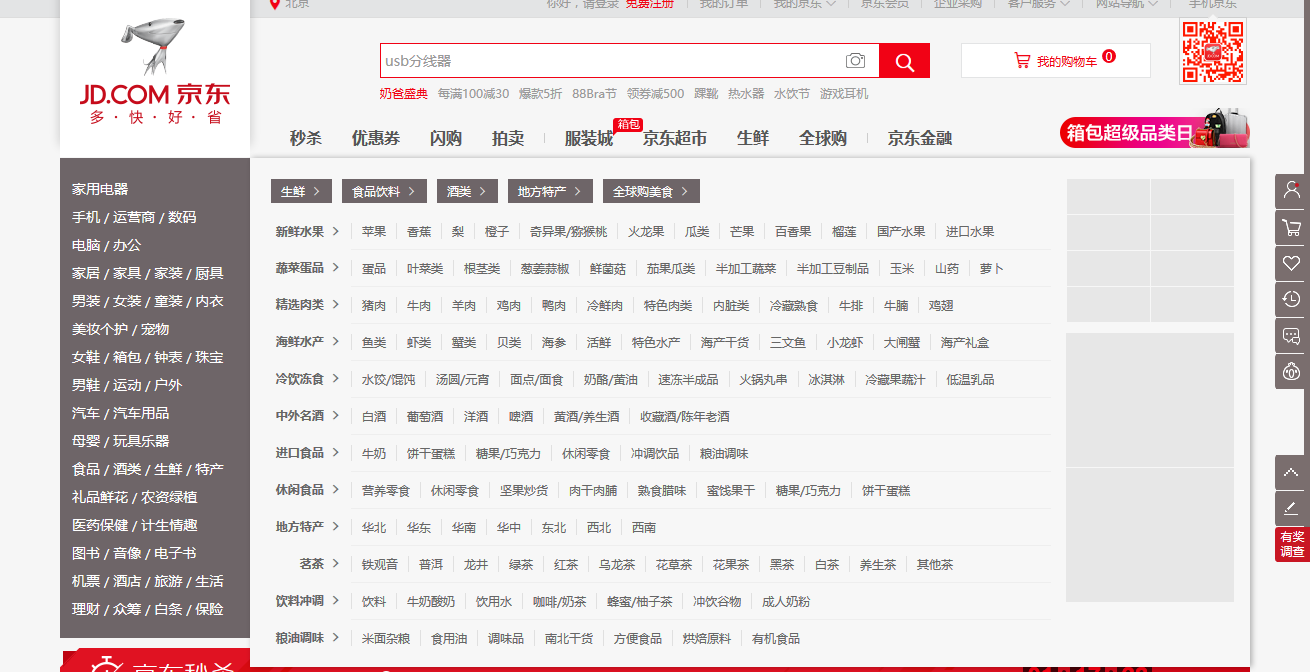 北京
你好，请登录 免费注册 我的订单 我的京东 京东会员 企业采购 客户服务 网站导航 手机京东
JD.COM 京东
多·快·好·省
usb分线器
我的购物车 0
奶爸盛典 每满100减30 爆款5折 88Bra节 领券减500 踝靴 热水器 水饮节 游戏耳机
箱包
秒杀 优惠券 闪购 拍卖 服装城 京东超市 生鲜 全球购 京东金融
箱包超级品类日
家用电器
手机 / 运营商 / 数码
电脑 / 办公
家居 / 家具 / 家装 / 厨具
男装 / 女装 / 童装 / 内衣
美妆个护 / 宠物
女鞋 / 箱包 / 钟表 / 珠宝
男鞋 / 运动 / 户外
汽车 / 汽车用品
母婴 / 玩具乐器
食品 / 酒类 / 生鲜 / 特产
礼品鲜花 / 农资绿植
医药保健 / 计生情趣
图书 / 音像 / 电子书
机票 / 酒店 / 旅游 / 生活
理财 / 众筹 / 白条 / 保险
京东秒杀
生鲜 食品饮料 酒类 地方特产 全球购美食
新鲜水果 苹果 香蕉 梨 橙子 奇异果/猕猴桃 火龙果 瓜类 芒果 百香果 榴莲 国产水果 进口水果
蔬菜蛋品 蛋品 叶菜类 根茎类 葱姜蒜椒 鲜菌菇 茄果瓜类 半加工蔬菜 半加工豆制品 玉米 山药 萝卜
精选肉类 猪肉 牛肉 羊肉 鸡肉 鸭肉 冷鲜肉 特色肉类 内脏类 冷藏熟食 牛排 牛腩 鸡翅
海鲜水产 鱼类 虾类 蟹类 贝类 海参 活鲜 特色水产 海产干货 三文鱼 小龙虾 大闸蟹 海产礼盒
冷饮冻食 水饺/馄饨 汤圆/元宵 面点/面食 奶酪/黄油 速冻半成品 火锅丸串 冰淇淋 冷藏果蔬汁 低温乳品
中外名酒 白酒 葡萄酒 洋酒 啤酒 黄酒/养生酒 收藏酒/陈年老酒
进口食品 牛奶 饼干蛋糕 糖果/巧克力 休闲零食 冲调饮品 粮油调味
休闲食品 营养零食 休闲零食 坚果炒货 肉干肉脯 熟食腊味 蜜饯果干 糖果/巧克力 饼干蛋糕
地方特产 华北 华东 华南 华中 东北 西北 西南
茗茶 铁观音 普洱 龙井 绿茶 红茶 乌龙茶 花草茶 花果茶 黑茶 白茶 养生茶 其他茶
饮料冲调 饮料 牛奶酸奶 饮用水 咖啡/奶茶 蜂蜜/柚子茶 冲饮谷物 成人奶粉
粮油调味 米面杂粮 食用油 调味品 南北干货 方便食品 烘焙原料 有机食品
有奖
调查